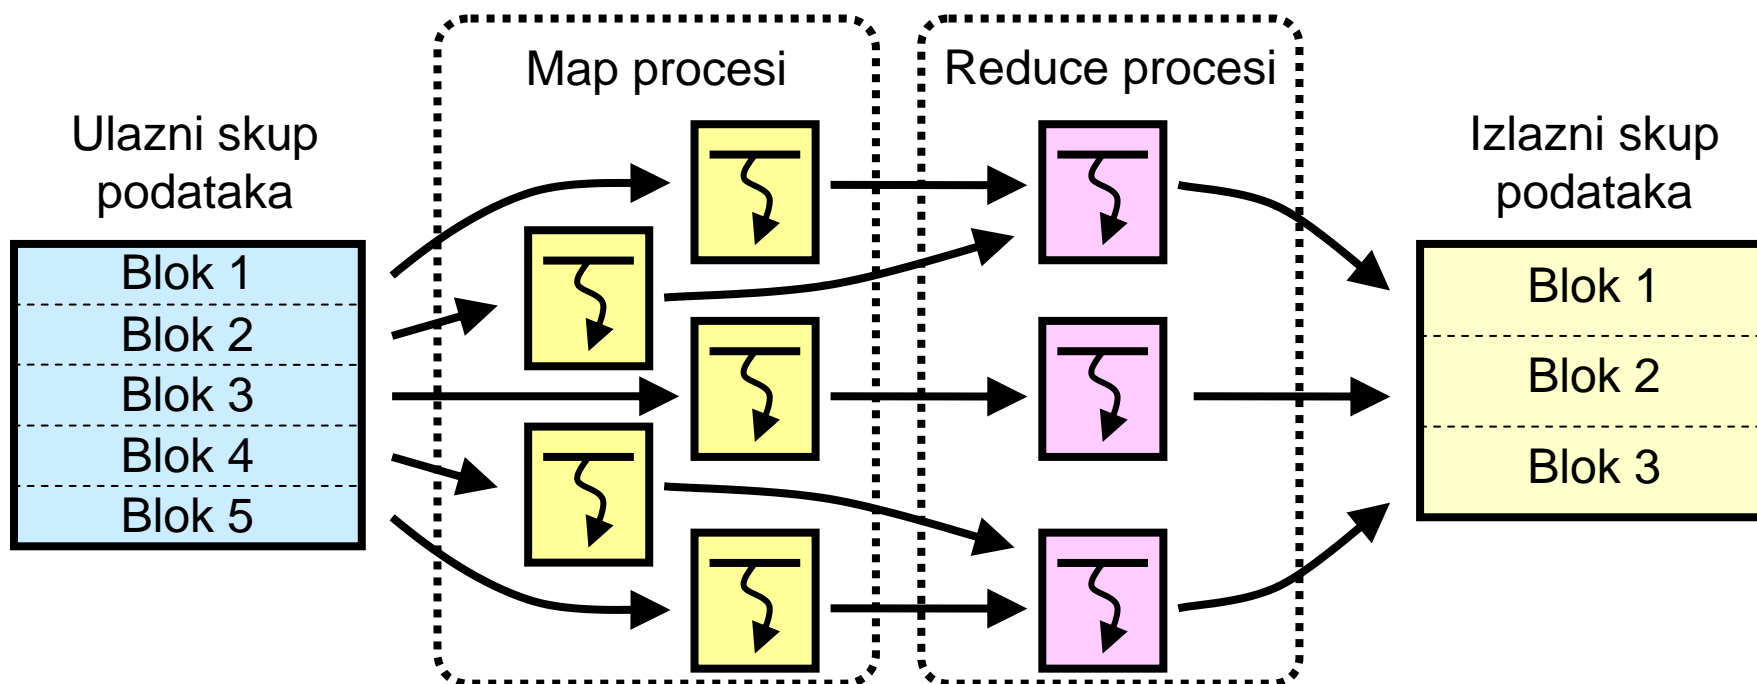 Map procesi
Reduce procesi
Ulazni skup
podataka
Izlazni skup
podataka
Blok 1
Blok 2
Blok 3
Blok 4
Blok 5
Blok 1
Blok 2
Blok 3